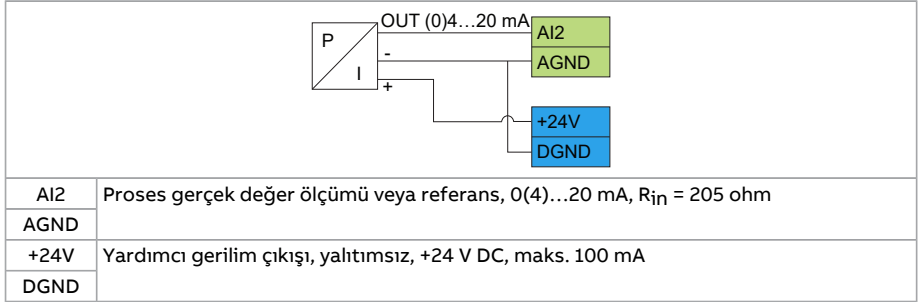 OUT (0)4…20 mA
P
I
-
+
AI2
AGND
+24V
DGND
AI2 Proses gerçek değer ölçümü veya referans, 0(4)…20 mA, Rin = 205 ohm
AGND
+24V Yardımcı gerilim çıkışı, yalıtımsız, +24 V DC, maks. 100 mA
DGND